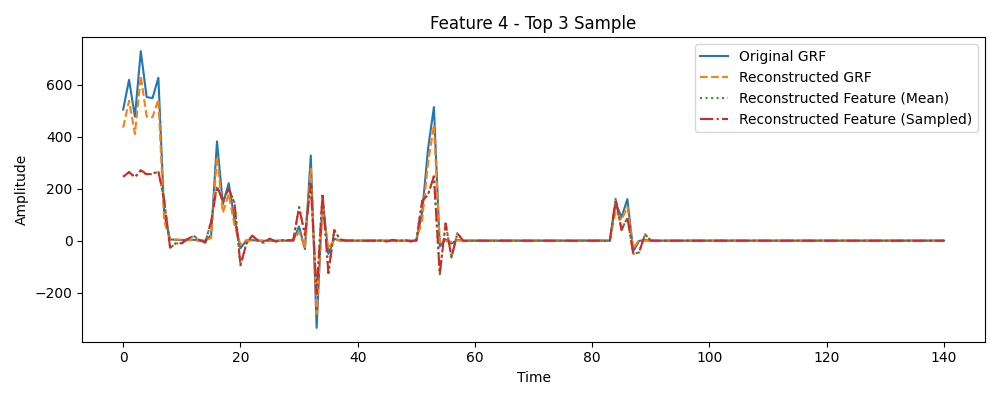 Feature 4 - Top 3 Sample
Original GRF
Reconstructed GRF
Reconstructed Feature (Mean)
Reconstructed Feature (Sampled)
Amplitude
600
400
200
0
−200
0 20 40 60 80 100 120 140
Time